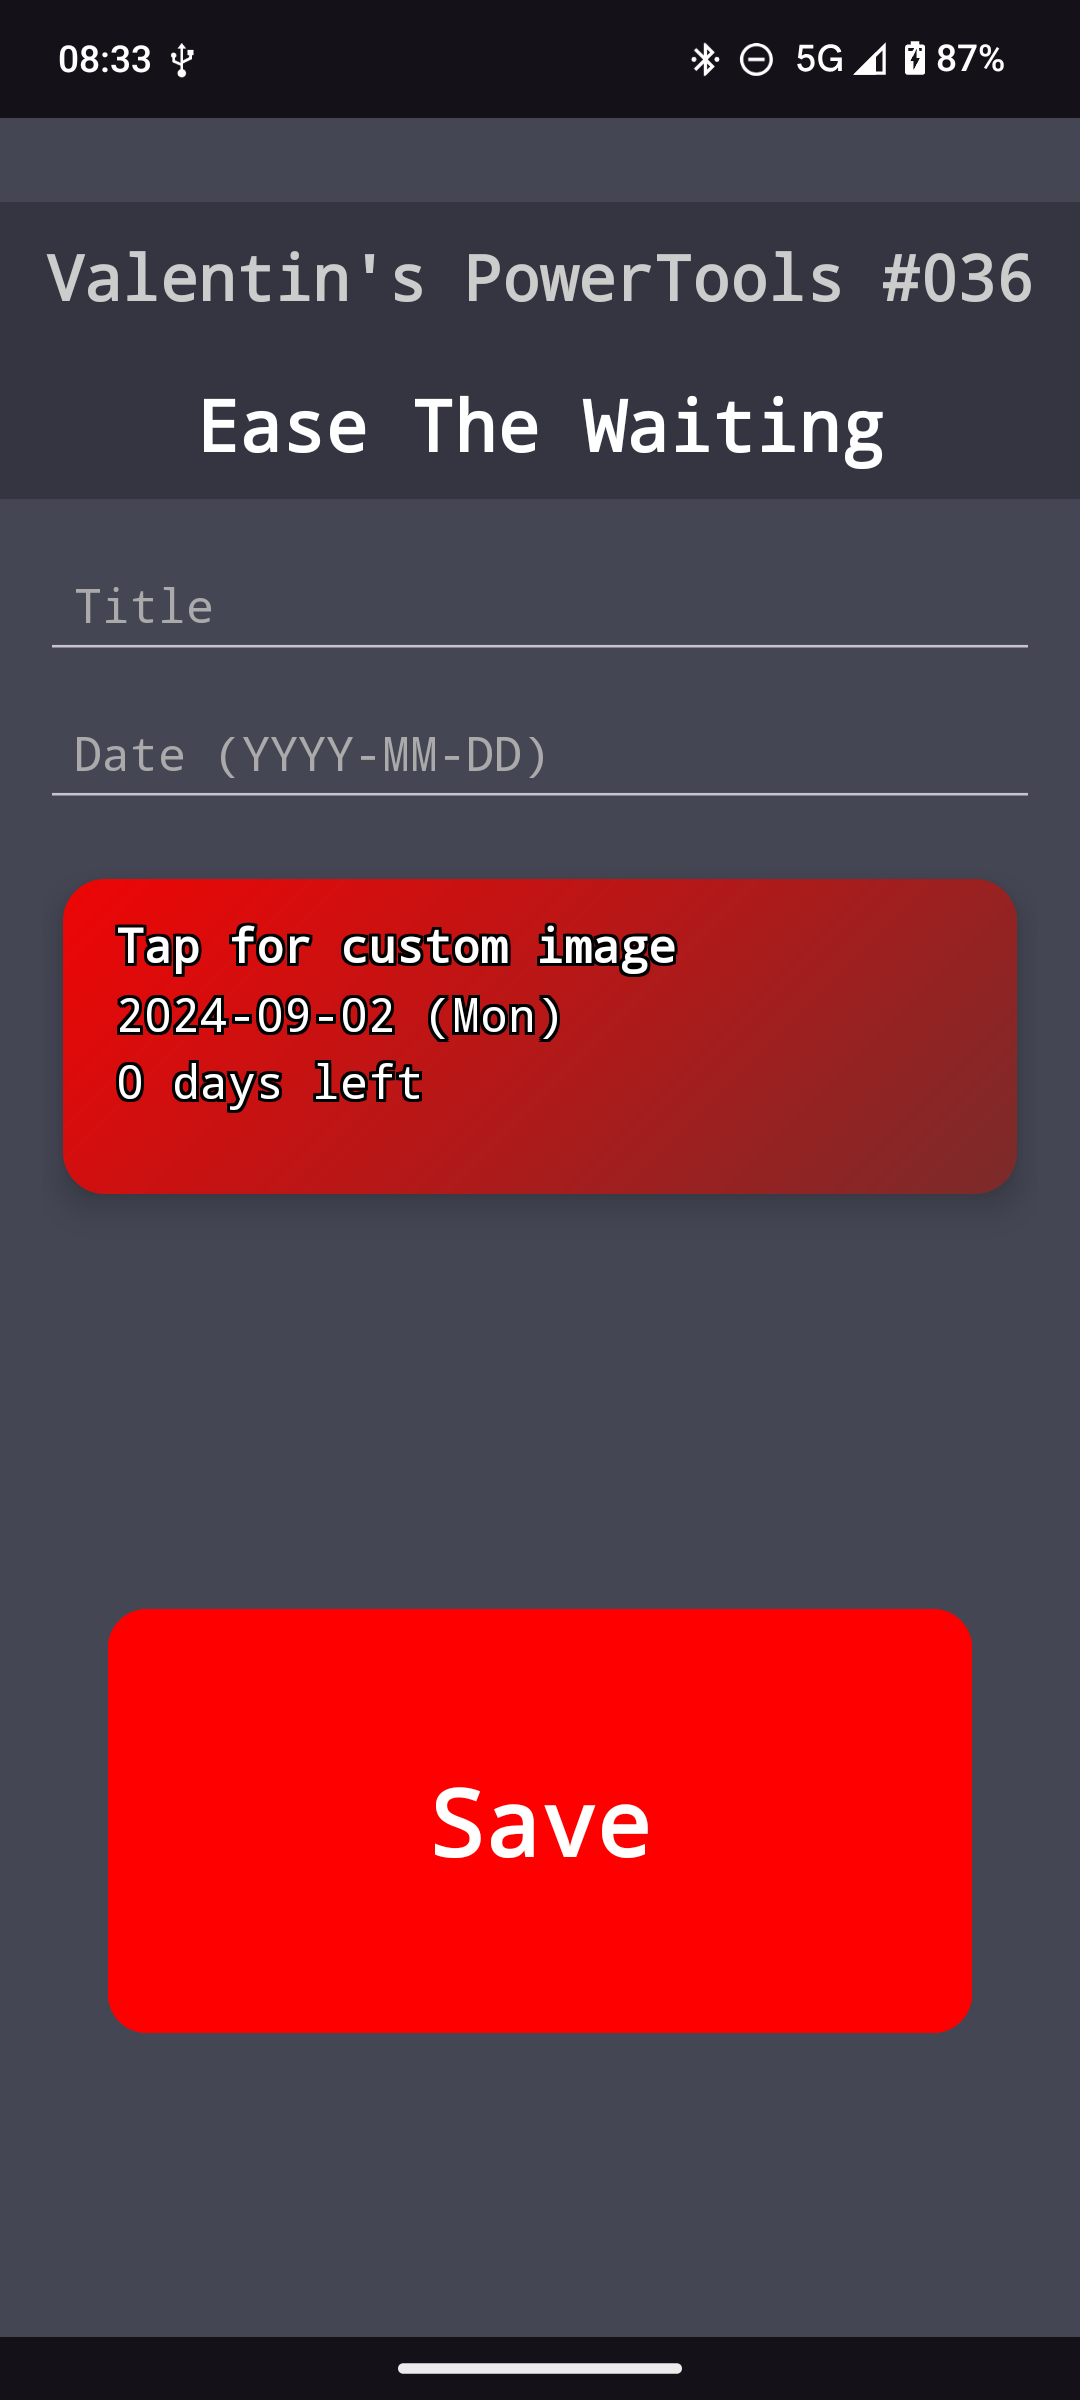 08:33 5G 87%
Valentin's PowerTools #036
Ease The Waiting
Title
Date (YYYY-MM-DD)
Tap for custom image
2024-09-02 (Mon)
0 days left
Save